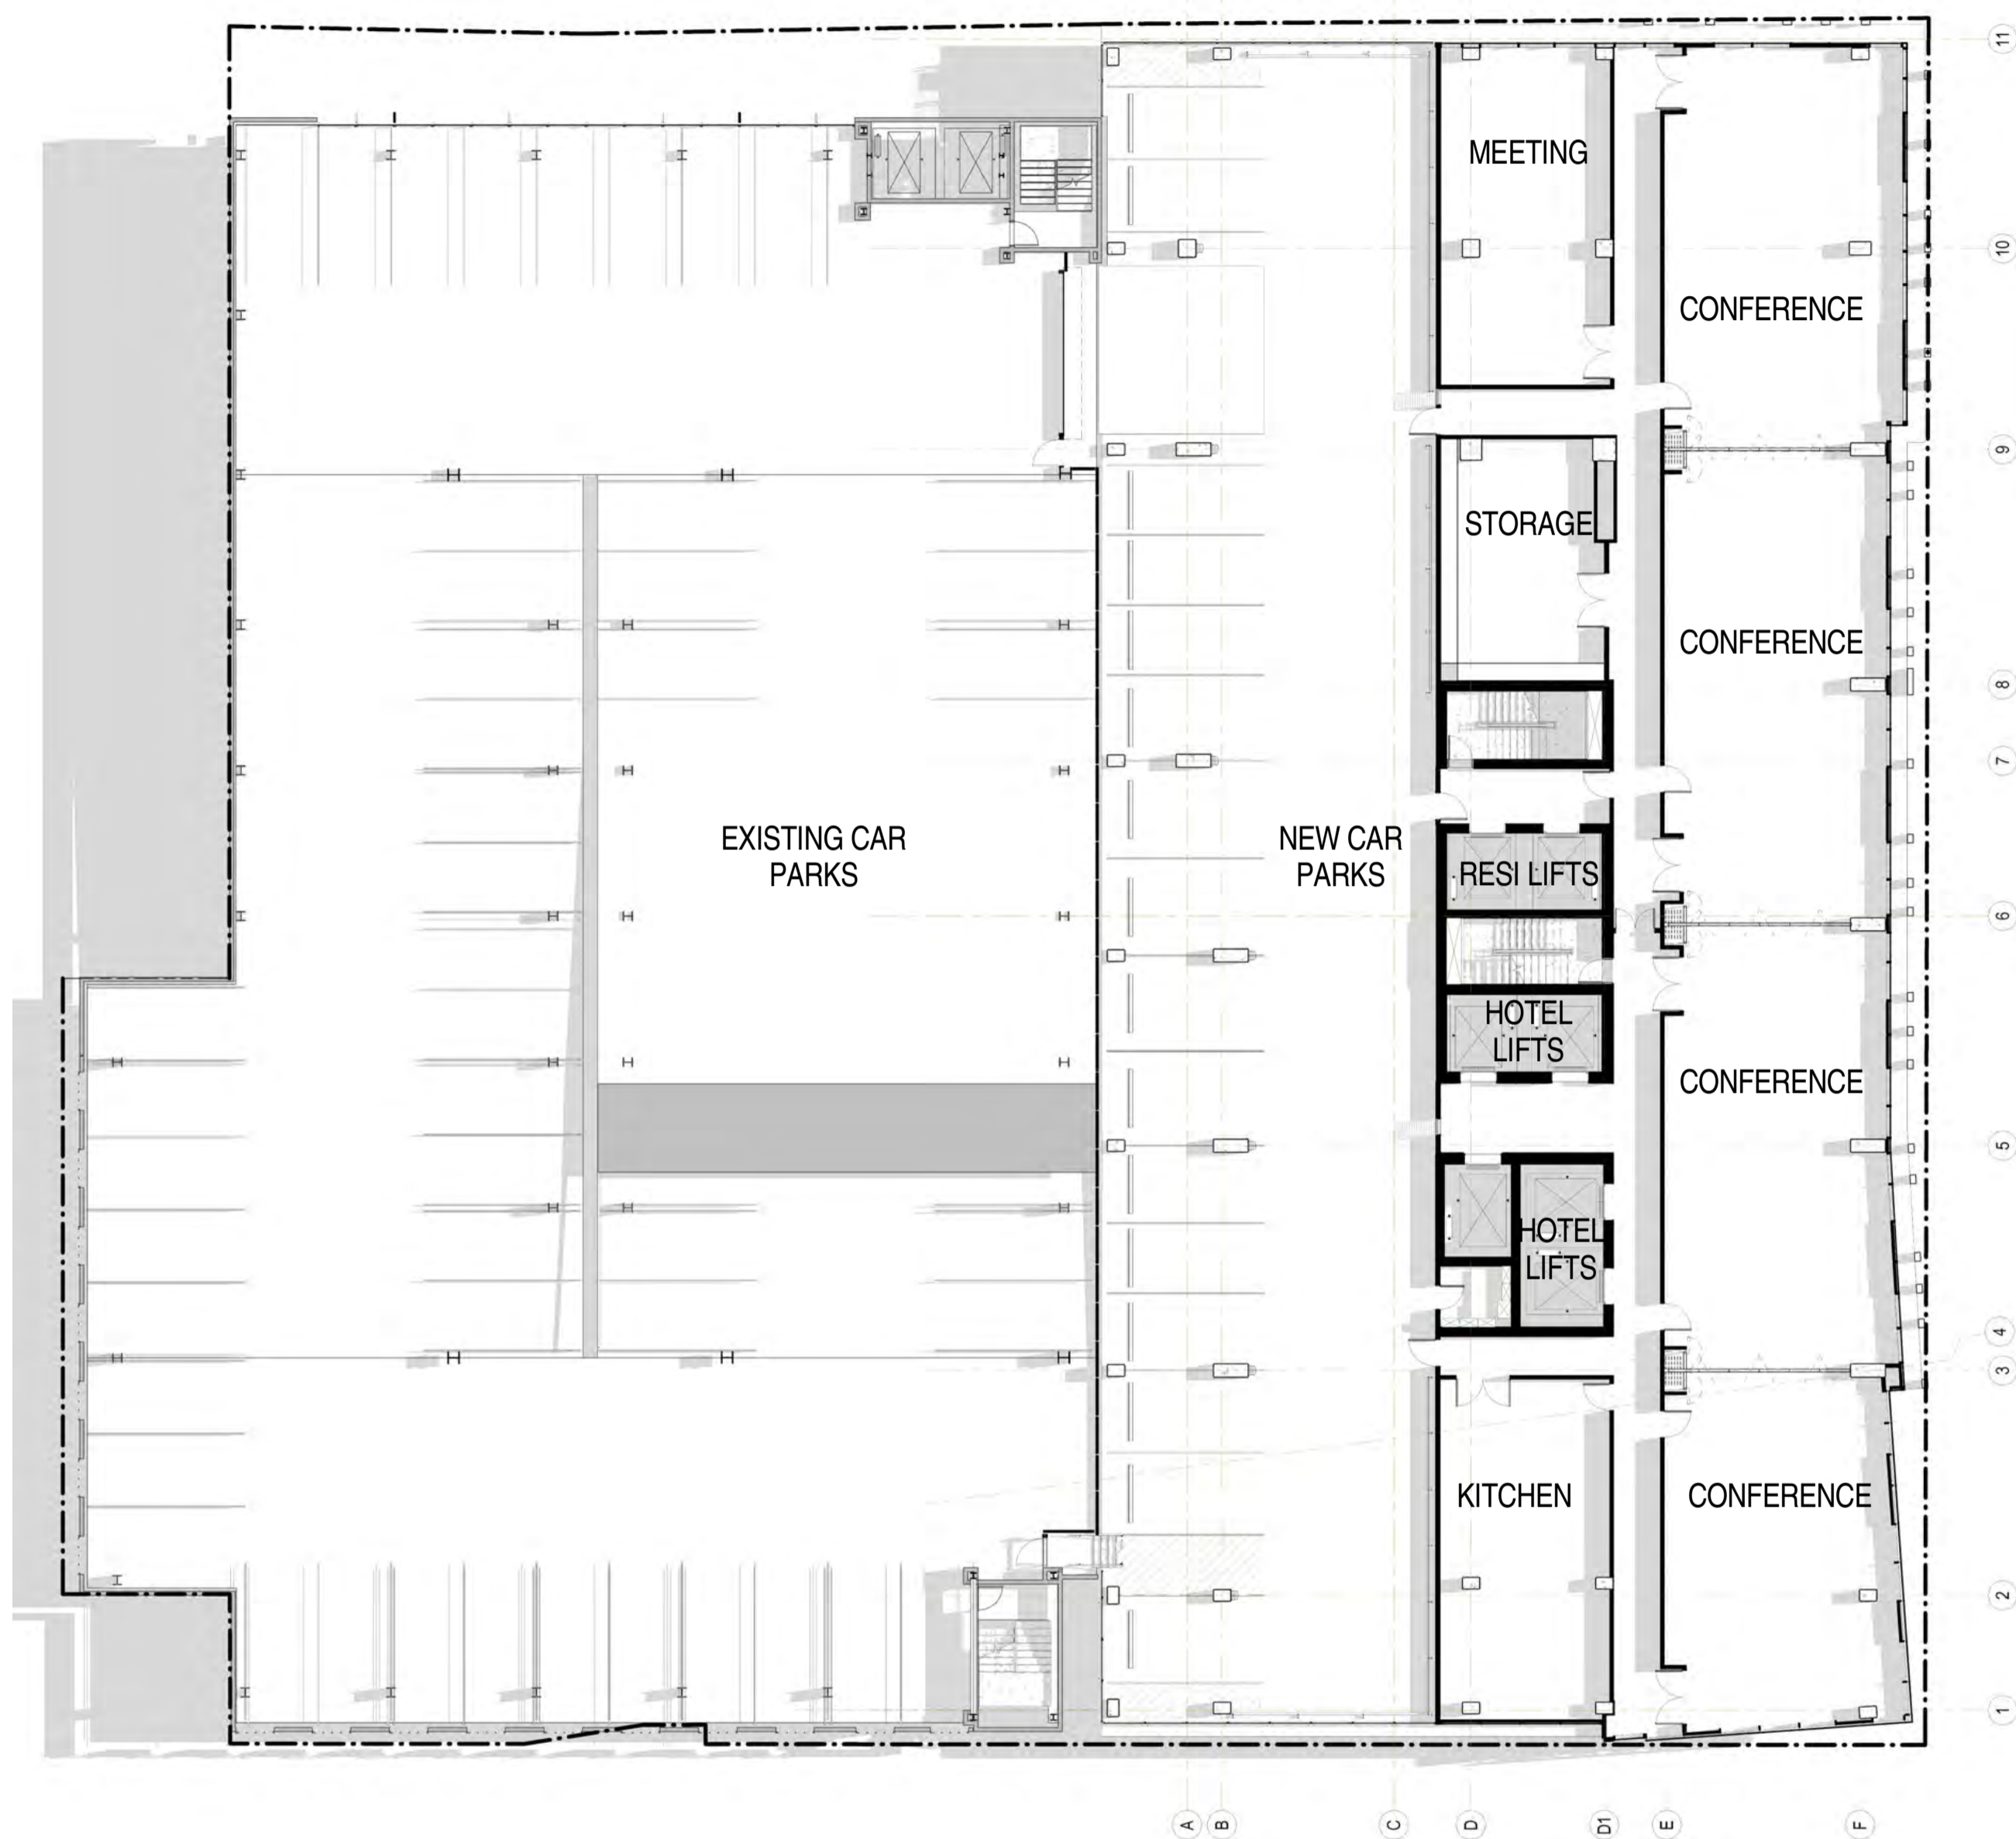 MEETING
CONFERENCE
STORAGE
CONFERENCE
EXISTING CAR
PARKS
NEW CAR
PARKS
RESI LIFTS
HOTEL
LIFTS
CONFERENCE
HOTEL
LIFTS
KITCHEN
CONFERENCE
11
10
9
8
7
6
5
4
3
2
1
A
B
C
D
D1
E
F